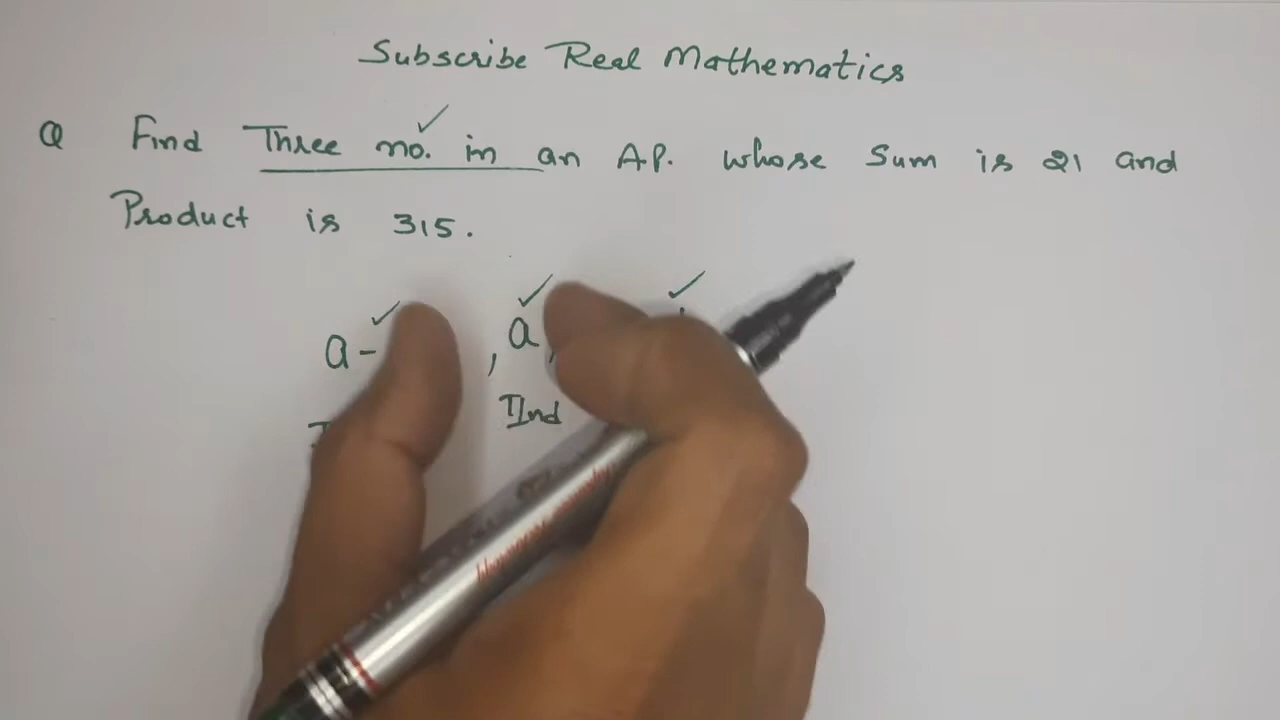 Subscribe Real Mathematics
Q Find Three no. in an A.P. whose Sum is 21 and
Product is 315.
a - , a ,
IInd